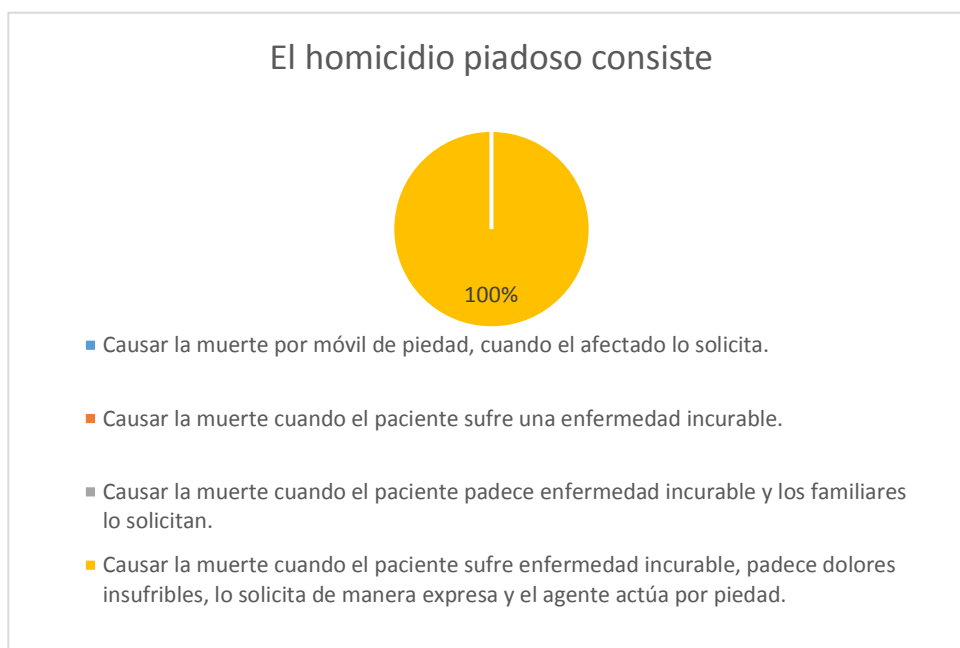 El homicidio piadoso consiste
100%
Causar la muerte por móvil de piedad, cuando el afectado lo solicita.
Causar la muerte cuando el paciente sufre una enfermedad incurable.
Causar la muerte cuando el paciente padece enfermedad incurable y los familiares
lo solicitan.
Causar la muerte cuando el paciente sufre enfermedad incurable, padece dolores
insufribles, lo solicita de manera expresa y el agente actúa por piedad.